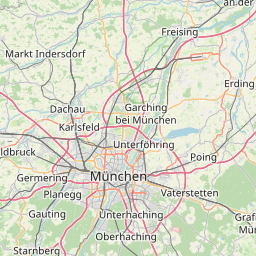 an der
Freising
Markt Indersdorf
Erding
Garching
bei München
Dachau
Karlsfeld
Unterföhring
Poing
ldbruck
Germering
München
Planegg
Vaterstetten
Gauting
Unterhaching
Graf
Mün
Oberhaching
Starnberg